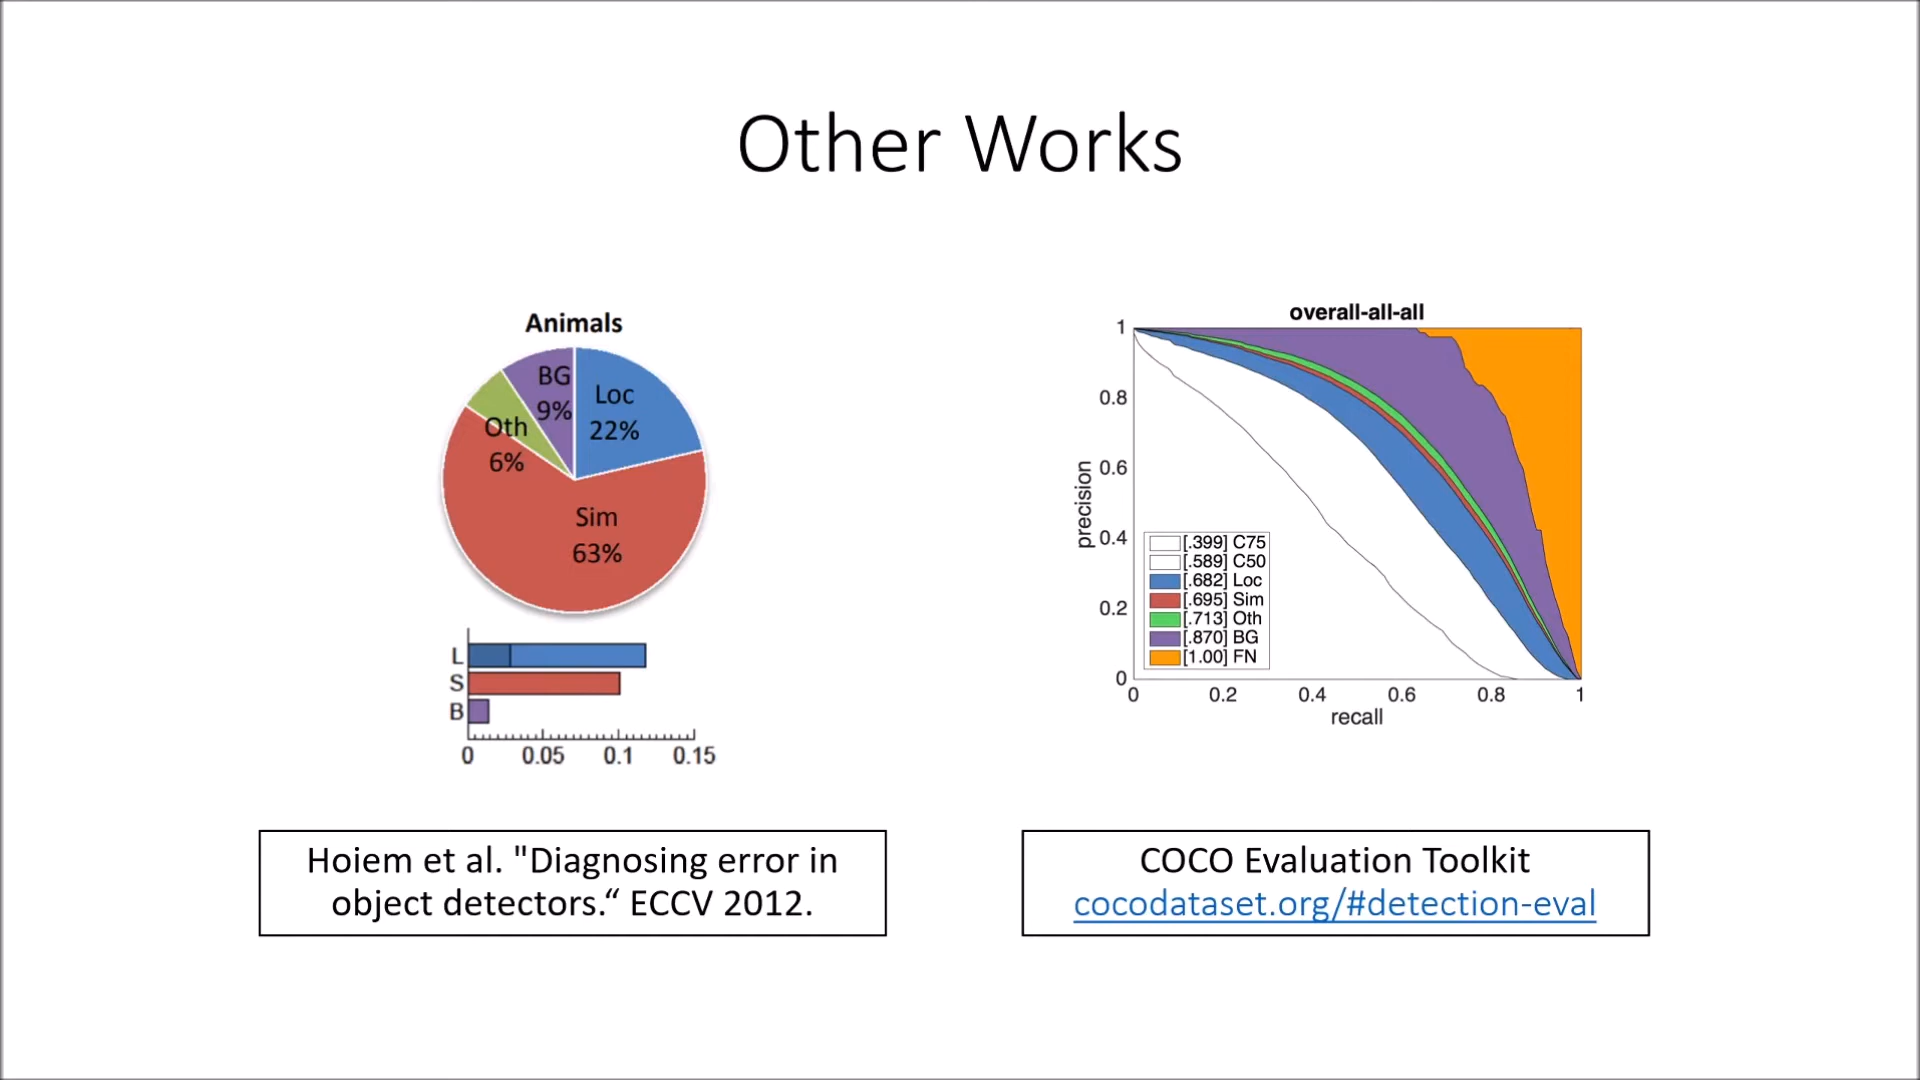 Other Works
Animals
BG
9%
Loc
22%
Oth
6%
Sim
63%
L
S
B
0 0.05 0.1 0.15
Hoiem et al. "Diagnosing error in
object detectors.“ ECCV 2012.
overall-all-all
1
0.8
0.6
0.4
0.2
0
precision
[.399] C75
[.589] C50
[.682] Loc
[.695] Sim
[.713] Oth
[.870] BG
[1.00] FN
0 0.2 0.4 0.6 0.8 1
recall
COCO Evaluation Toolkit
cocodataset.org/#detection-eval